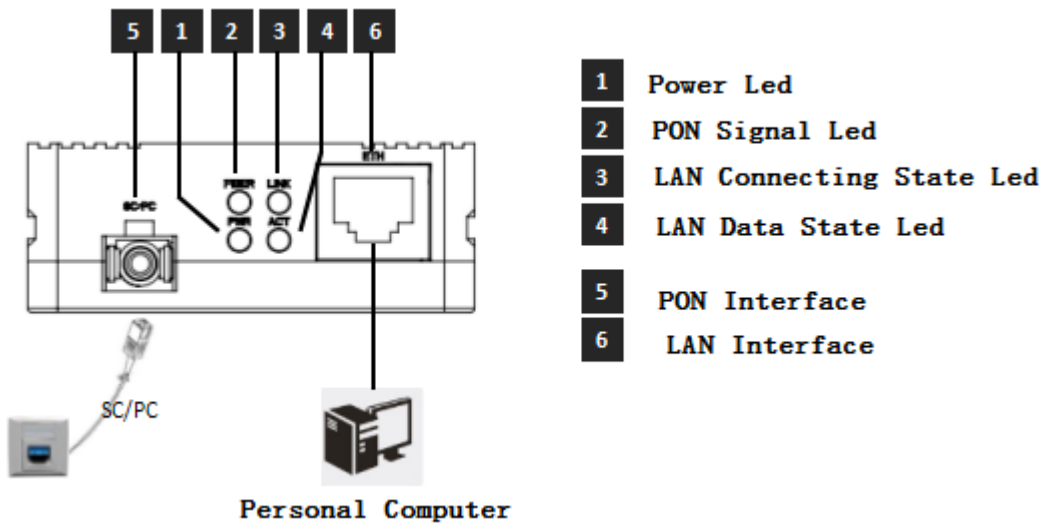 5 1 2 3 4 6
ETH
FIBER LINK
SC/PC
PWR ACT
SC/PC
Personal Computer
1 Power Led
2 PON Signal Led
3 LAN Connecting State Led
4 LAN Data State Led
5 PON Interface
6 LAN Interface